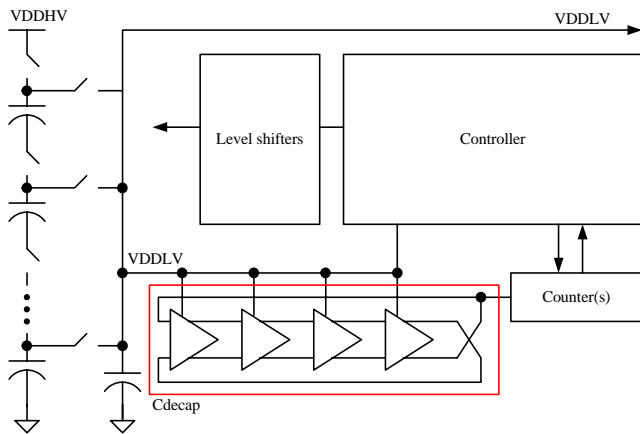 VDDHV
VDDLV
Level shifters
Controller
VDDLV
Counter(s)
Cdecap